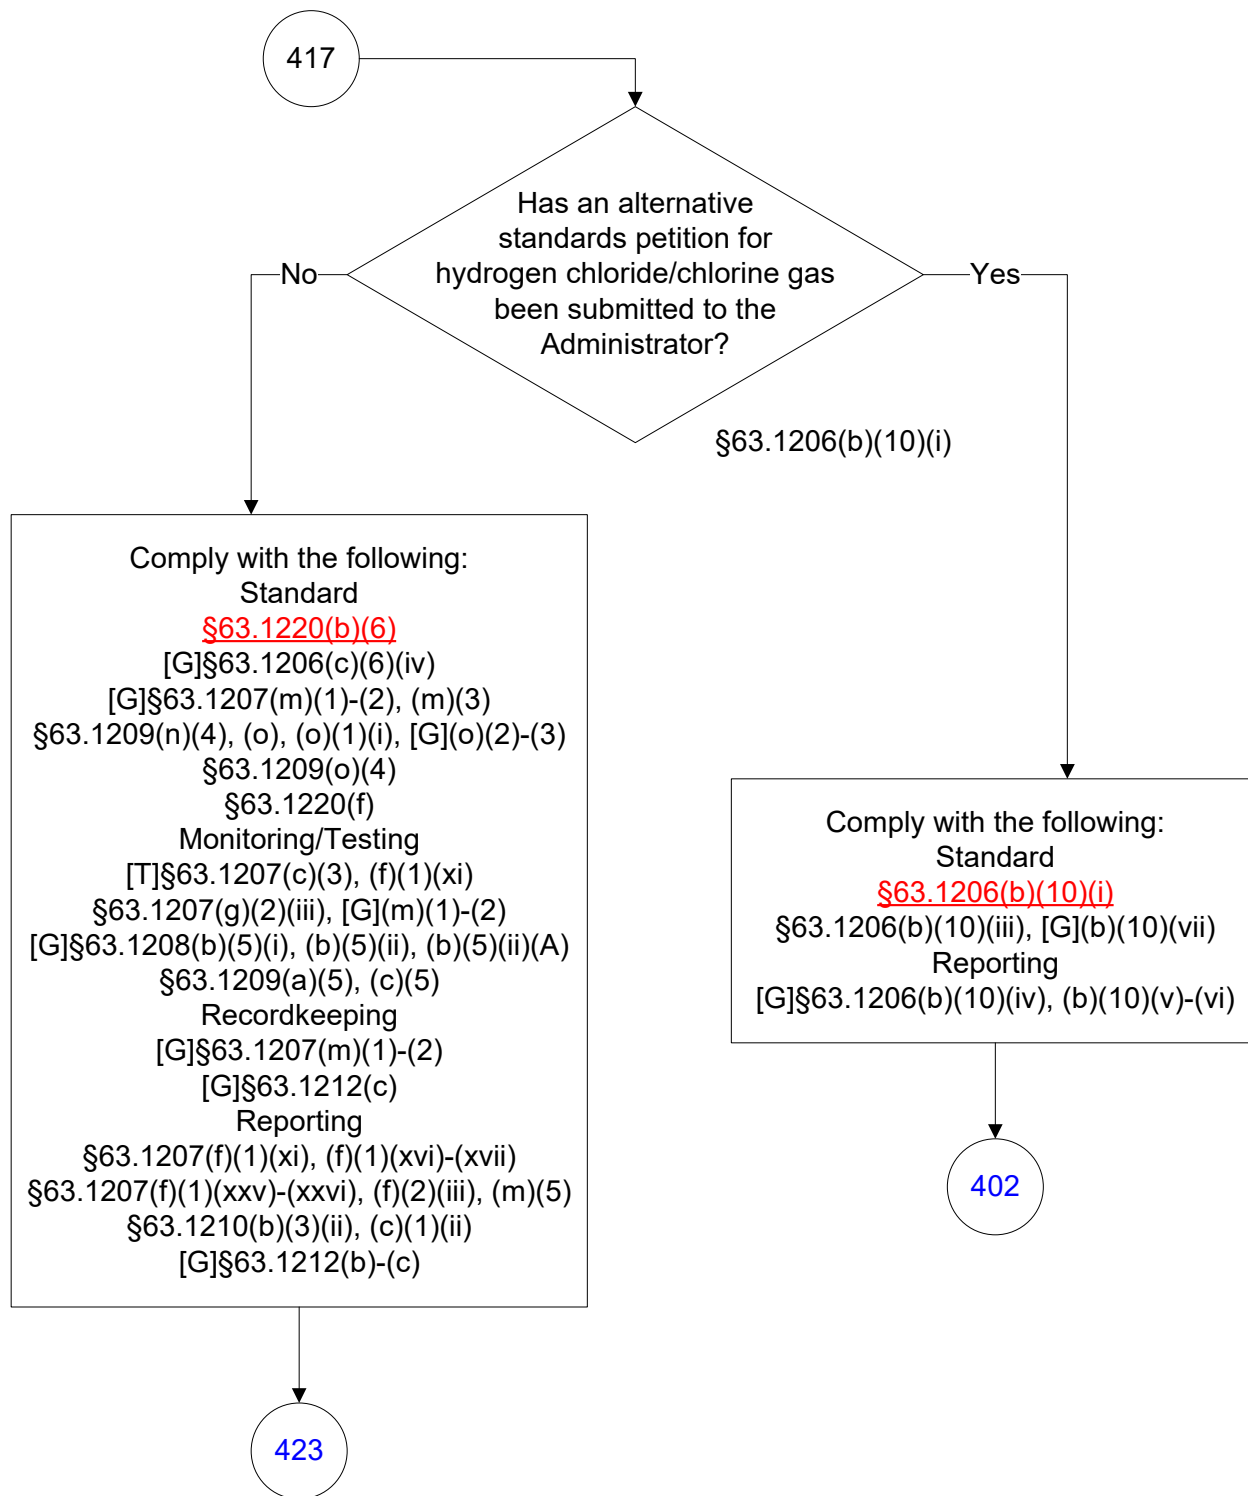 417
Has an alternative
standards petition for
hydrogen chloride/chlorine gas
been submitted to the
Administrator?
No
Yes
§63.1206(b)(10)(i)
Comply with the following:
Standard
§63.1220(b)(6)
[G]§63.1206(c)(6)(iv)
[G]§63.1207(m)(1)-(2), (m)(3)
§63.1209(n)(4), (o), (o)(1)(i), [G](o)(2)-(3)
§63.1209(o)(4)
§63.1220(f)
Monitoring/Testing
[T]§63.1207(c)(3), (f)(1)(xi)
§63.1207(g)(2)(iii), [G](m)(1)-(2)
[G]§63.1208(b)(5)(i), (b)(5)(ii), (b)(5)(ii)(A)
§63.1209(a)(5), (c)(5)
Recordkeeping
[G]§63.1207(m)(1)-(2)
[G]§63.1212(c)
Reporting
§63.1207(f)(1)(xi), (f)(1)(xvi)-(xvii)
§63.1207(f)(1)(xxv)-(xxvi), (f)(2)(iii), (m)(5)
§63.1210(b)(3)(ii), (c)(1)(ii)
[G]§63.1212(b)-(c)
423
Comply with the following:
Standard
§63.1206(b)(10)(i)
§63.1206(b)(10)(iii), [G](b)(10)(vii)
Reporting
[G]§63.1206(b)(10)(iv), (b)(10)(v)-(vi)
402